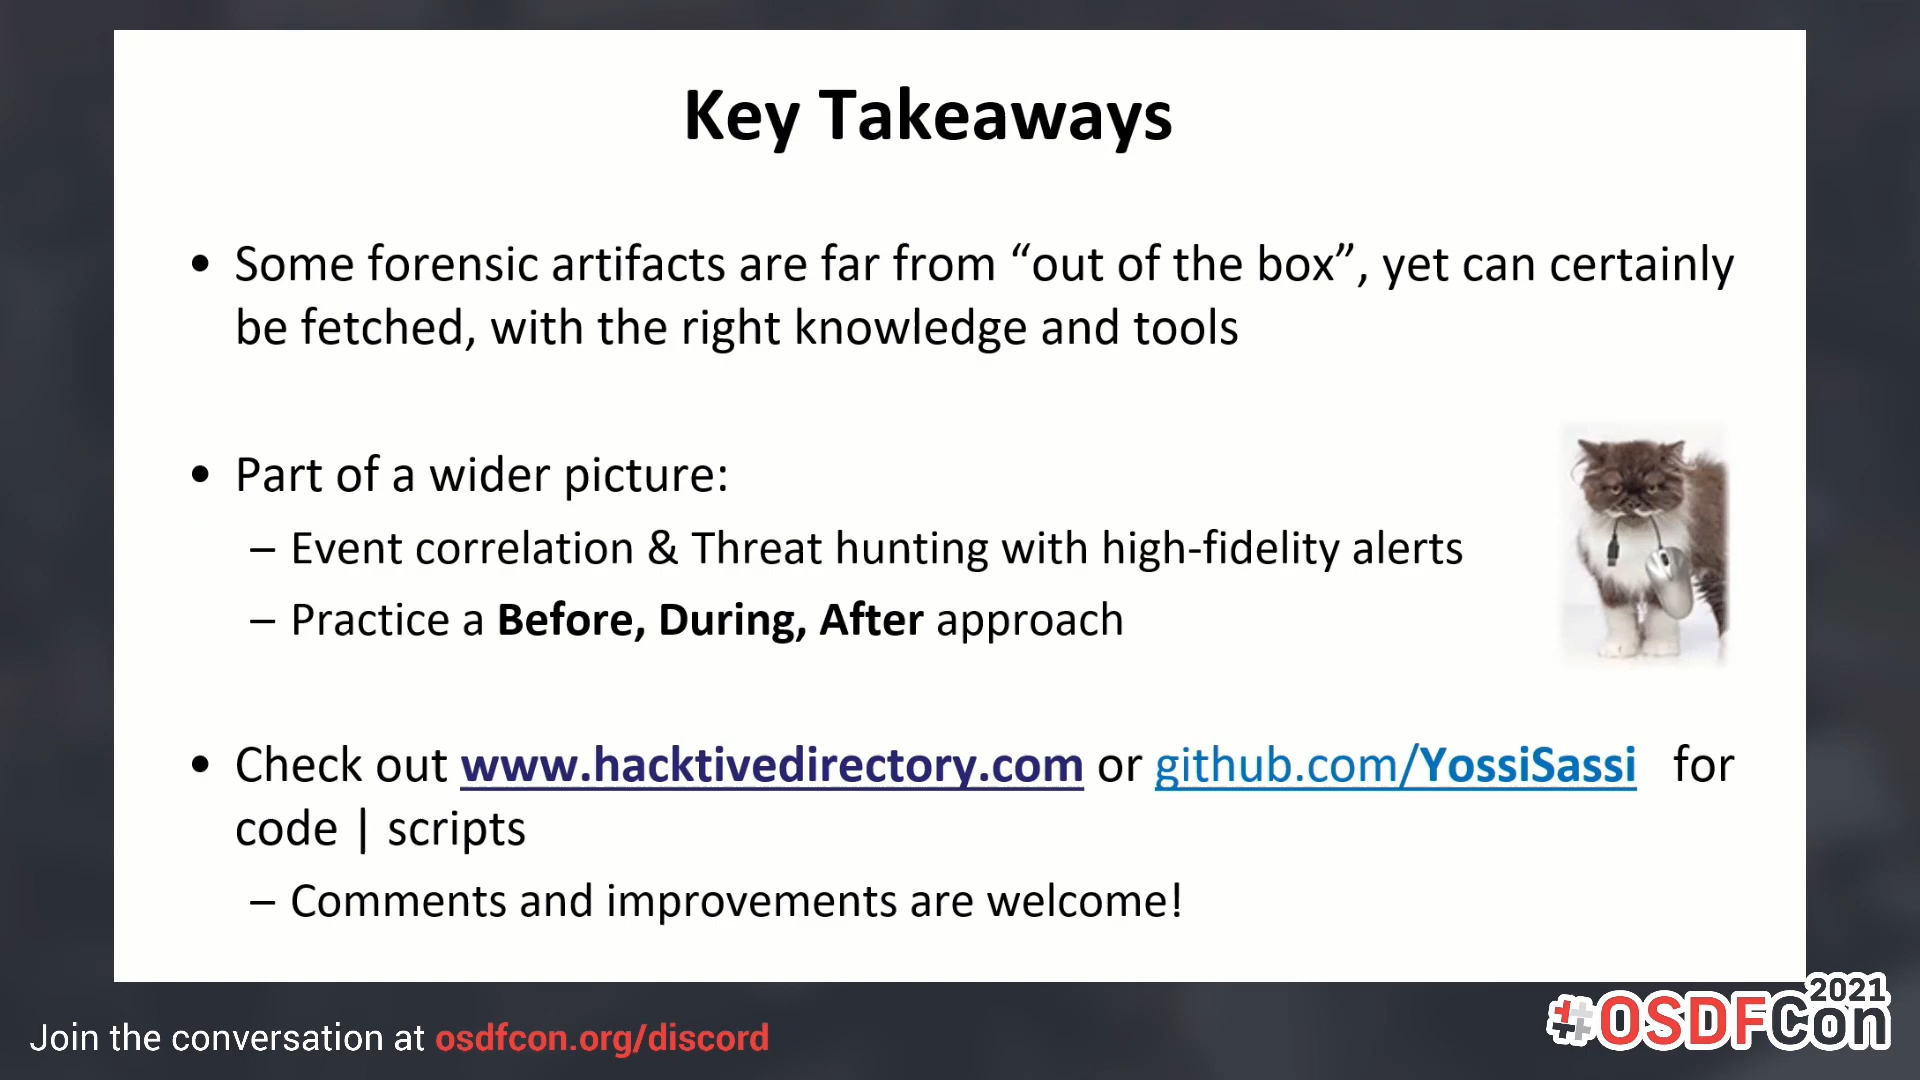 Key Takeaways
• Some forensic artifacts are far from “out of the box”, yet can certainly
be fetched, with the right knowledge and tools
• Part of a wider picture:
– Event correlation & Threat hunting with high-fidelity alerts
– Practice a Before, During, After approach
• Check out www.hacktivedirectory.com or github.com/YossiSassi for
code | scripts
– Comments and improvements are welcome!
Join the conversation at osdfcon.org/discord
2021
#OSDFCon